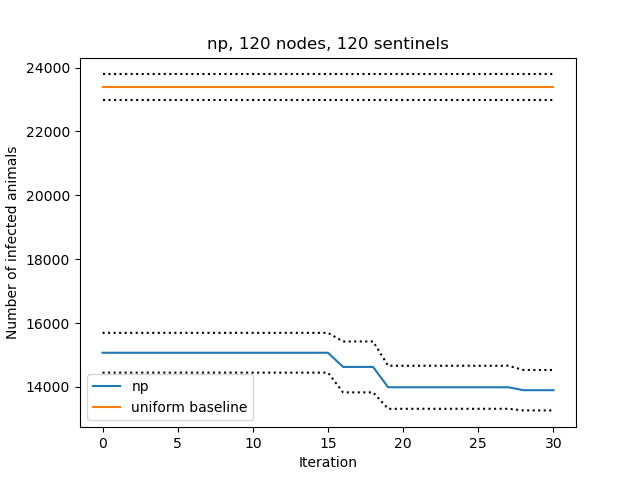 np, 120 nodes, 120 sentinels
24000
22000
20000
18000
16000
14000
Number of infected animals
np
uniform baseline
0 5 10 15 20 25 30
Iteration